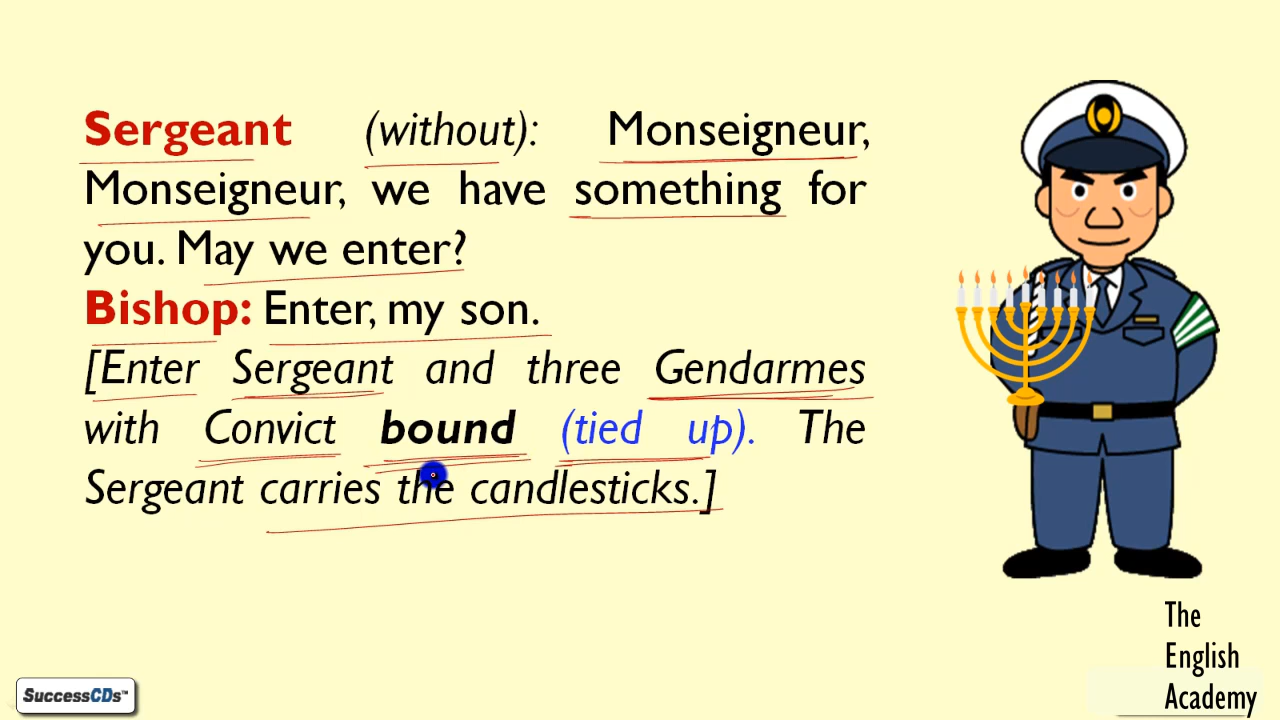 Sergeant (without): Monseigneur,
Monseigneur, we have something for
you. May we enter?
Bishop: Enter, my son.
[Enter Sergeant and three Gendarmes
with Convict bound (tied up). The
Sergeant carries the candlesticks.]
The
English
Academy
SuccessCDs™